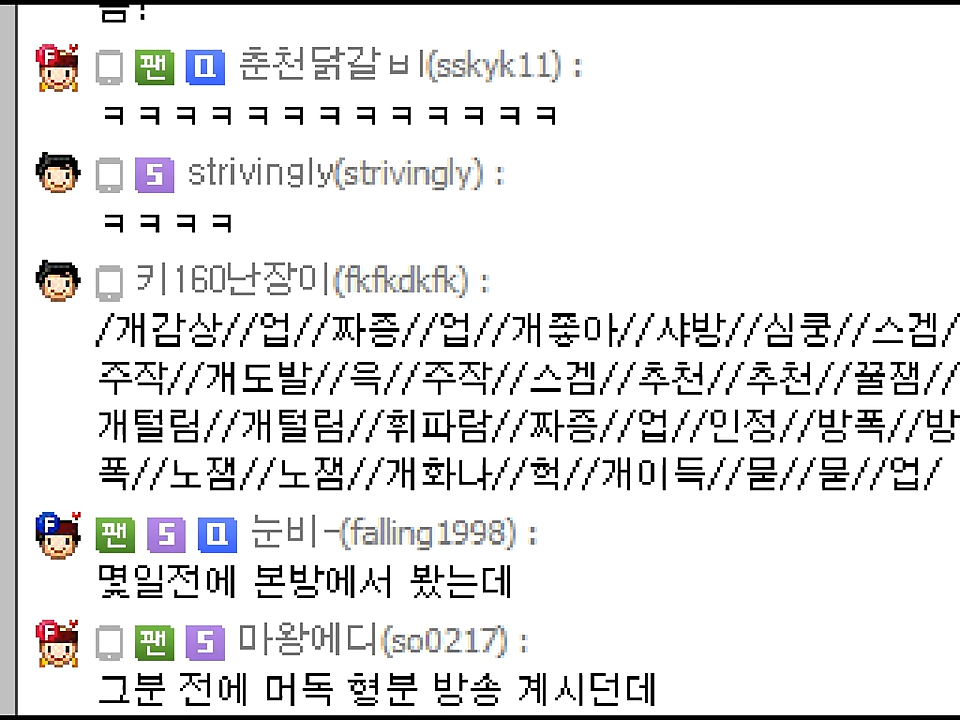 팬 Q 춘천닭갈ㅂㅣ(sskyk11) :
ㅋㅋㅋㅋㅋㅋㅋㅋㅋㅋㅋㅋㅋ
S strivingly(strivingly) :
ㅋㅋㅋㅋ
키160난장이(fkfkdkfk) :
/개감상//업//짜증//업//개좋아//샤방//심쿵//스겜/
주작//개도발//윽//주작//스겜//추천//추천//꿀잼//
개털림//개털림//휘파람//짜증//업//인정//방폭//방
폭//노잼//노잼//개화나//헉//개이득//묻//묻//업/
팬 S Q 눈비-(falling1998) :
몇일전에 본방에서 봤는데
팬 S 마왕에디(so0217) :
그분 전에 머독 형분 방송 계시던데